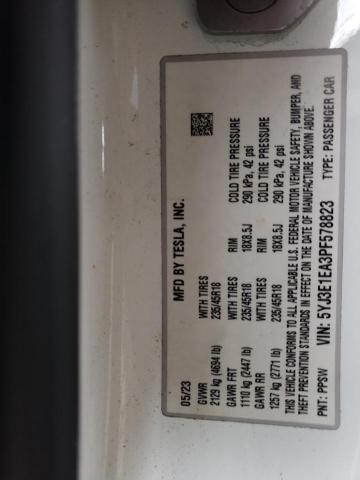 MFD BY TESLA, INC.
05/23
GVWR WITH TIRES RIM COLD TIRE PRESSURE
2129 kg (4694 lb) 235/45R18 18X8.5J 290 kPa, 42 psi
GAWR FRT WITH TIRES RIM COLD TIRE PRESSURE
1110 kg (2447 lb) 235/45R18 18X8.5J 290 kPa, 42 psi
GAWR RR
1257 kg (2771 lb) 235/45R18
THIS VEHICLE CONFORMS TO ALL APPLICABLE U.S. FEDERAL MOTOR VEHICLE SAFETY, BUMPER, AND
THEFT PREVENTION STANDARDS IN EFFECT ON THE DATE OF MANUFACTURE SHOWN ABOVE.
VIN: 5YJ3E1EA3PF578823
PNT: PPSW TYPE: PASSENGER CAR